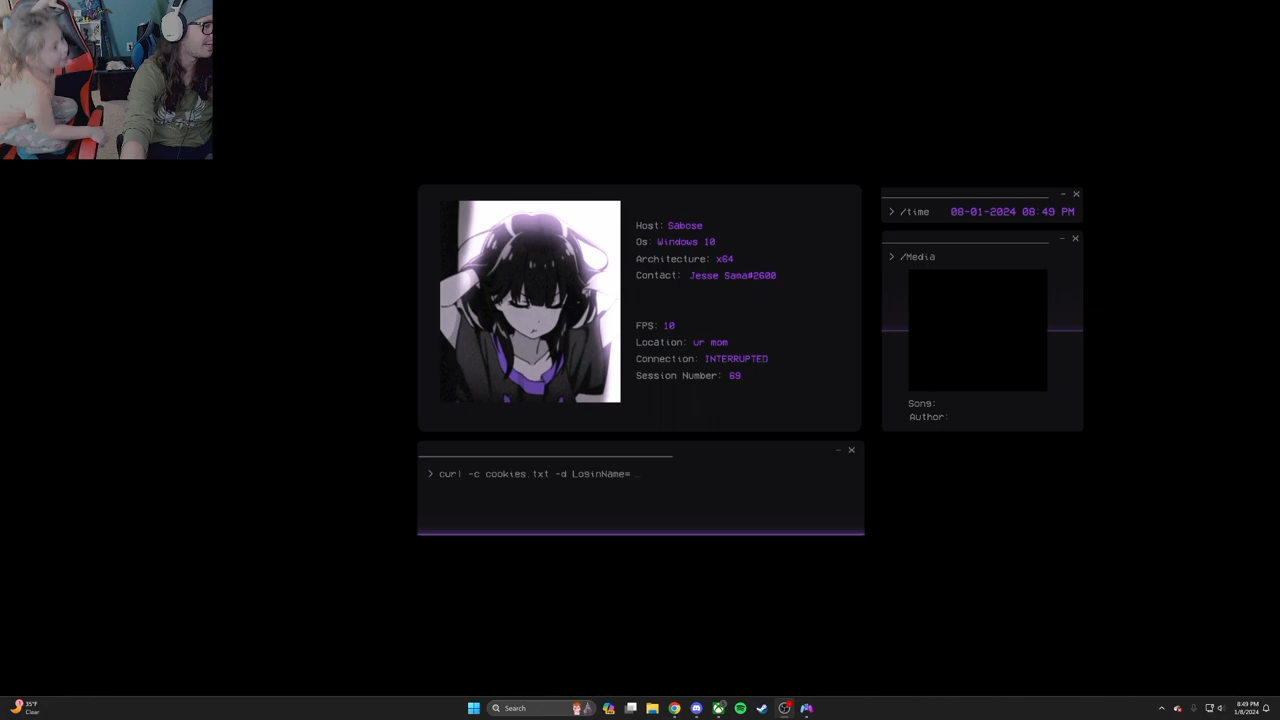 Host: Sabose
Os: Windows 10
Architecture: x64
Contact: Jesse Sama#2600
FPS: 10
Location: ur mom
Connection: INTERRUPTED
Session Number: 69
> /time 08-01-2024 08:49 PM
> /Media
Song:
Author:
> curl -c cookies.txt -d LoginName= _
35°F
Clear
Search
8:49 PM
1/8/2024